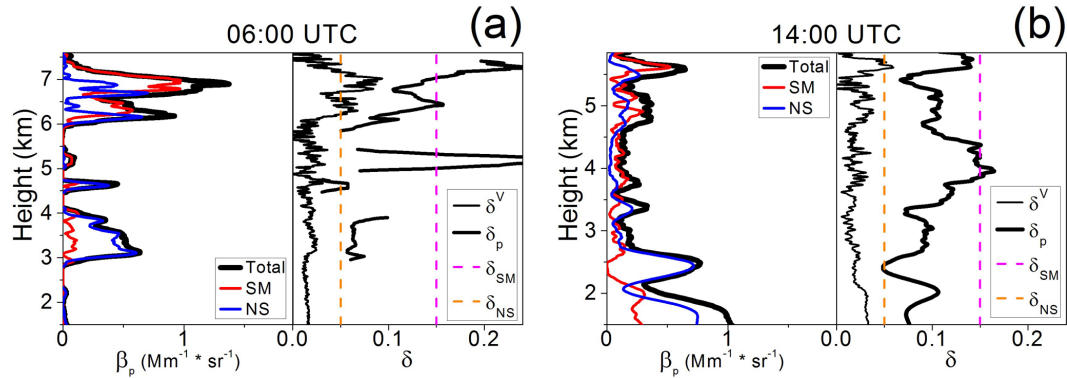 06:00 UTC
(a)
Height (km)
7
6
5
4
3
2
Total
SM
NS
δ^V
δ_p
δ_SM
δ_NS
0 1
0.0 0.1 0.2
β_p (Mm⁻¹ * sr⁻¹)
δ
14:00 UTC
(b)
Height (km)
5
4
3
2
Total
SM
NS
δ^V
δ_p
δ_SM
δ_NS
0 1
0.0 0.1 0.2
β_p (Mm⁻¹ * sr⁻¹)
δ